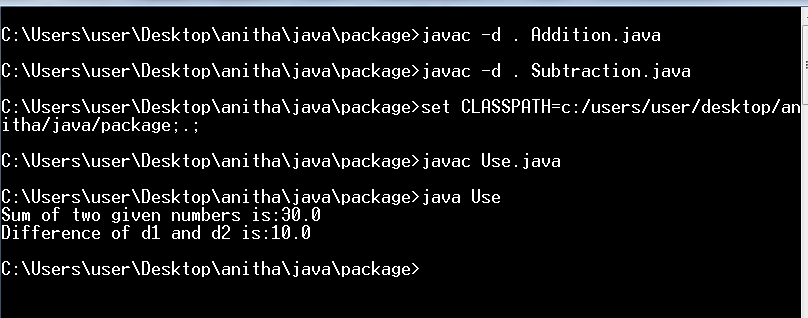 C:\Users\user\Desktop\anitha\java\package>javac -d . Addition.java
C:\Users\user\Desktop\anitha\java\package>javac -d . Subtraction.java
C:\Users\user\Desktop\anitha\java\package>set CLASSPATH=c:/users/user/desktop/an
itha/java/package;.;
C:\Users\user\Desktop\anitha\java\package>javac Use.java
C:\Users\user\Desktop\anitha\java\package>java Use
Sum of two given numbers is:30.0
Difference of d1 and d2 is:10.0
C:\Users\user\Desktop\anitha\java\package>